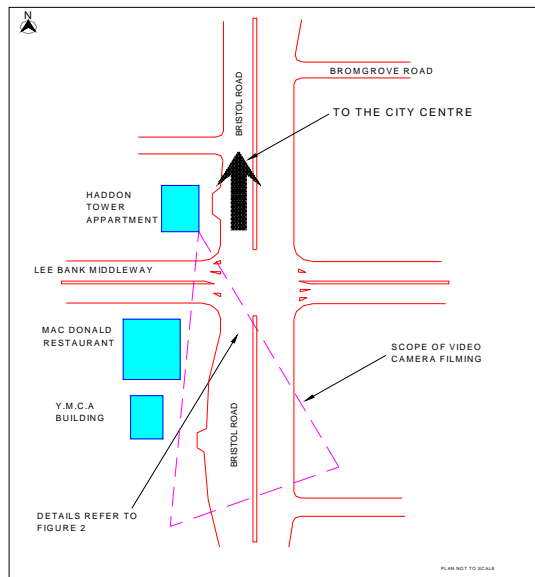 N
BROMGROVE ROAD
BRISTOL ROAD
TO THE CITY CENTRE
HADDON
TOWER
APPARTMENT
LEE BANK MIDDLEWAY
MAC DONALD
RESTAURANT
SCOPE OF VIDEO
CAMERA FILMING
Y.M.C.A
BUILDING
BRISTOL ROAD
DETAILS REFER TO
FIGURE 2
PLAN NOT TO SCALE